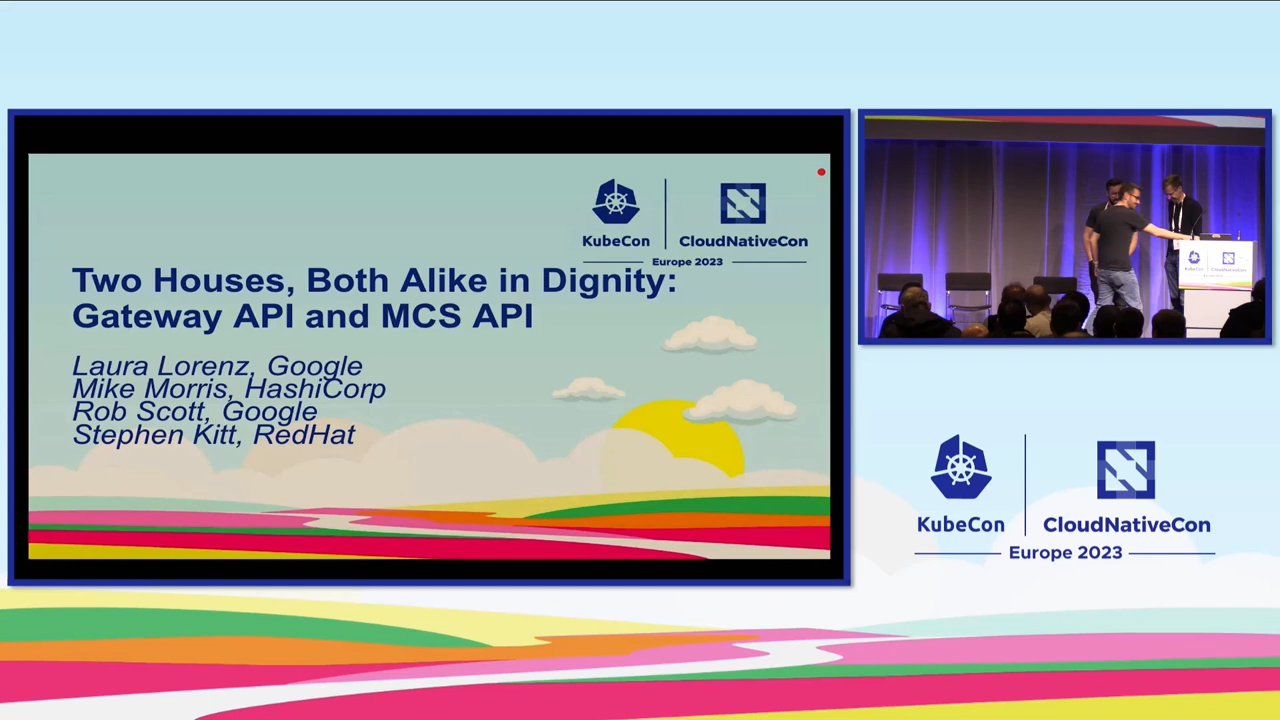 KubeCon
CloudNativeCon
Europe 2023
Two Houses, Both Alike in Dignity:
Gateway API and MCS API
Laura Lorenz, Google
Mike Morris, HashiCorp
Rob Scott, Google
Stephen Kitt, RedHat
KubeCon
CloudNativeCon
Europe 2023